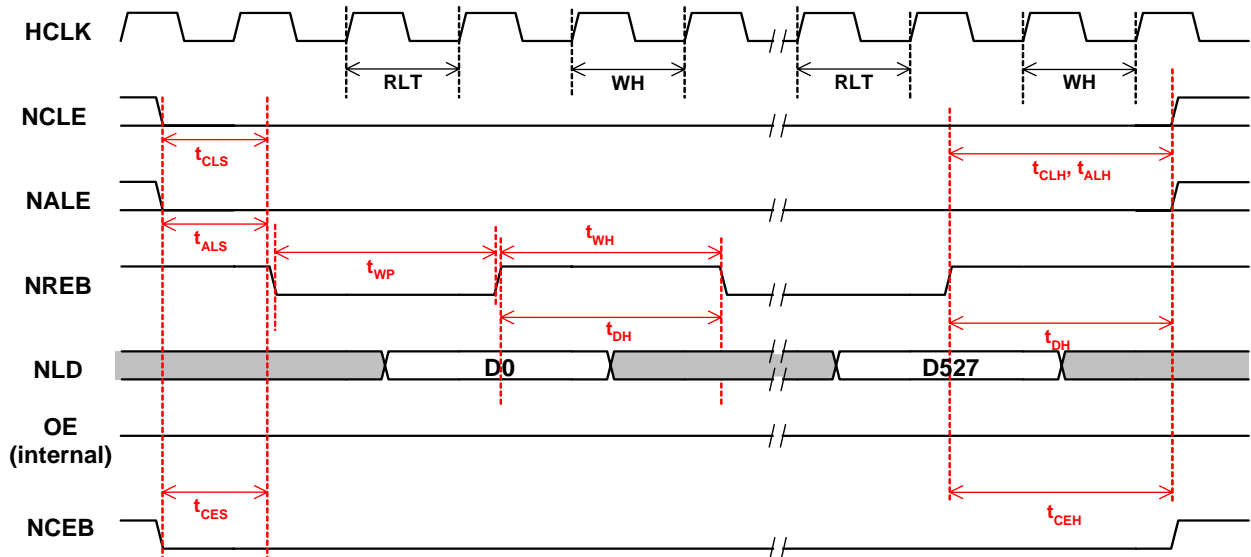 HCLK
RLT
WH
RLT
WH
NCLE
tCLS
tCLH, tALH
NALE
tALS
tWH
NREB
tWP
tDH
tDH
NLD
D0
D527
OE
(internal)
tCES
tCEH
NCEB